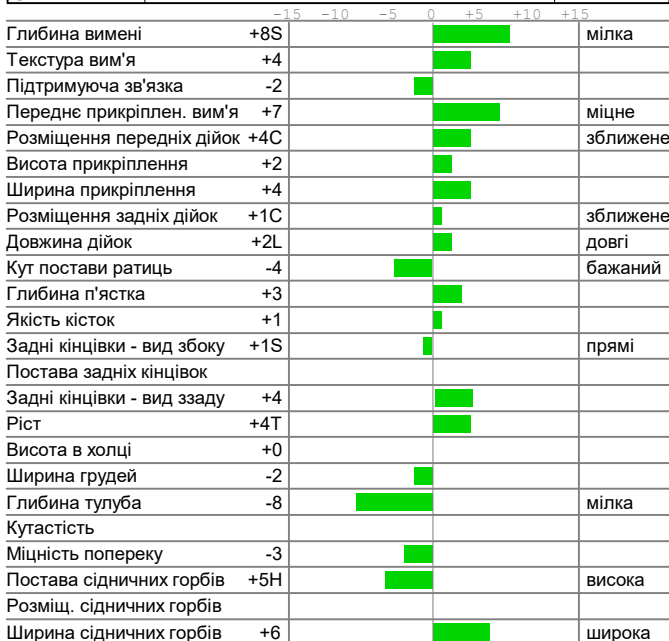 -15 -10 -5 0 +5 +10 +15
Глибина вимені +8S мілка
Текстура вим'я +4
Підтримуюча зв'язка -2
Переднє прикріплен. вим'я +7 міцне
Розміщення передніх дійок +4C зближене
Висота прикріплення +2
Ширина прикріплення +4
Розміщення задніх дійок +1C зближене
Довжина дійок +2L довгі
Кут постави ратиць -4 бажаний
Глибина п'ястка +3
Якість кісток +1
Задні кінцівки - вид збоку +1S прямі
Постава задніх кінцівок
Задні кінцівки - вид ззаду +4
Ріст +4T
Висота в холці +0
Ширина грудей -2
Глибина тулуба -8 мілка
Кутастість
Міцність попереку -3
Постава сідничних горбів +5H висока
Розміщ. сідничних горбів
Ширина сідничних горбів +6 широка